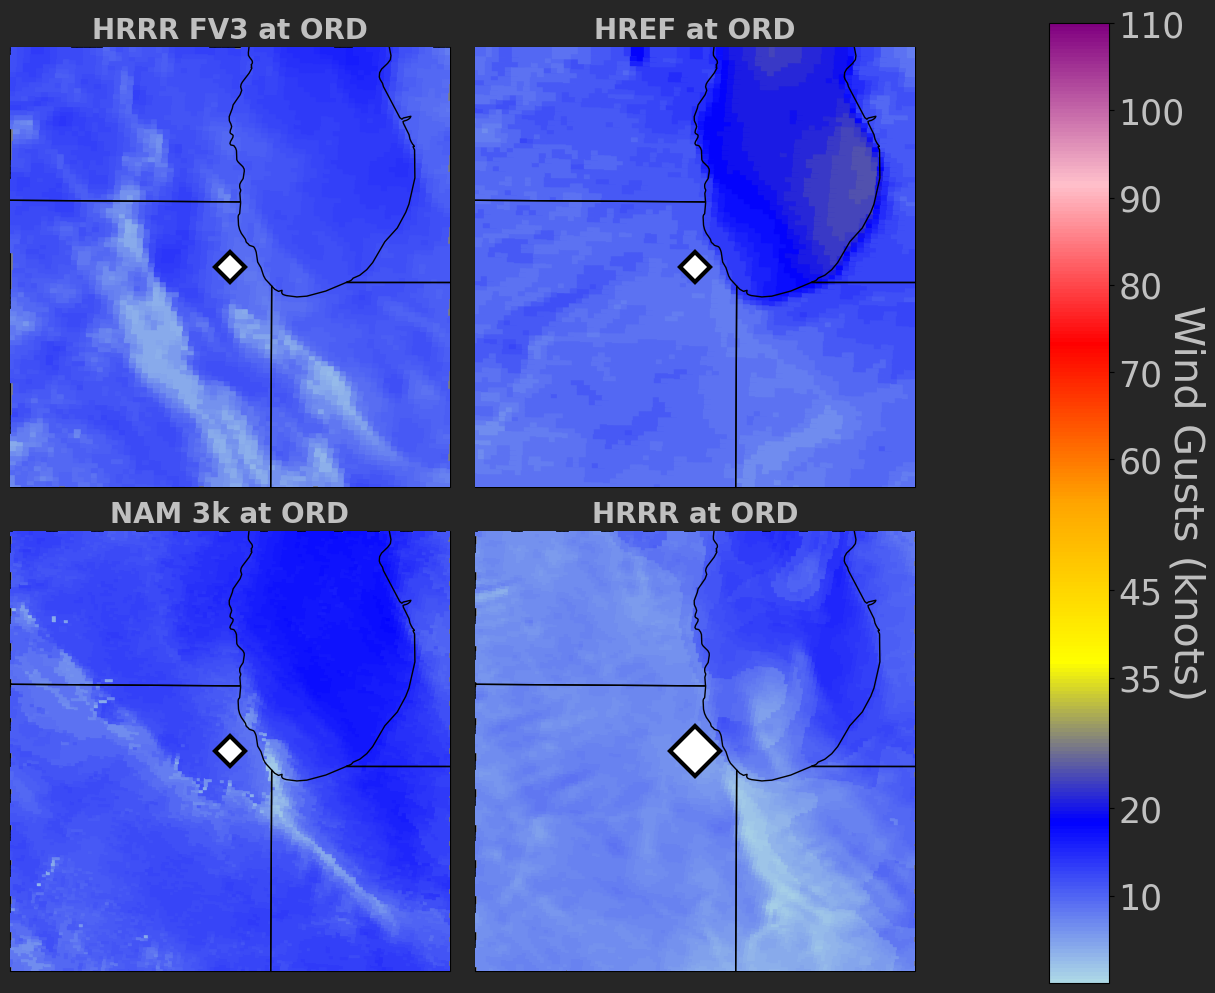 HRRR FV3 at ORD
HREF at ORD
NAM 3k at ORD
HRRR at ORD
110
100
90
80
70
60
45
35
20
10
Wind Gusts (knots)